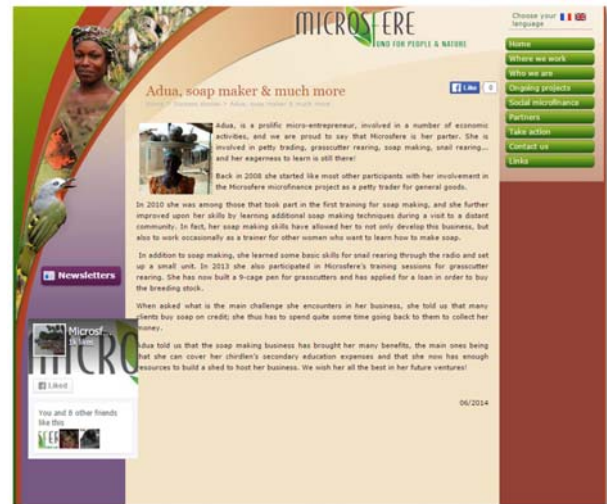 MICROSFERE
FUND FOR PEOPLE & NATURE
Choose your
language
Home
Where we work
Who we are
Ongoing projects
Social microfinance
Partners
Take action
Contact us
Links
Adua, soap maker & much more
Like 0
Home > Success stories > Adua, soap maker & much more
Adua, is a prolific micro-entrepreneur, involved in a number of economic
activities, and we are proud to say that Microsfere is her parter. She is
involved in petty trading, grasscutter rearing, soap making, snail rearing...
and her eagerness to learn is still there!
Back in 2008 she started like most other participants with her involvement in
the Microsfere microfinance project as a petty trader for general goods.
In 2010 she was among those that took part in the first training for soap making, and she further
improved upon her skills by learning additional soap making techniques during a visit to a distant
community. In fact, her soap making skills have allowed her to not only develop this business, but
also to work occasionally as a trainer for other women who want to learn how to make soap.
In addition to soap making, she learned some basic skills for snail rearing through the radio and set
up a small unit. In 2013 she also participated in Microsfere's training sessions for grasscutter
rearing. She has now built a 9-cage pen for grasscutters and has applied for a loan in order to buy
the breeding stock.
When asked what is the main challenge she encounters in her business, she told us that many
clients buy soap on credit; she thus has to spend quite some time going back to them to collect her
money.
Adua told us that the soap making business has brought her many benefits, the main ones being
that she can cover her chirdlen's secondary education expenses and that she now has enough
resources to build a shed to host her business. We wish her all the best in her future ventures!
06/2014
Newsletters
Microsf...
1k likes
MICRO
Liked
You and 8 other friends
like this